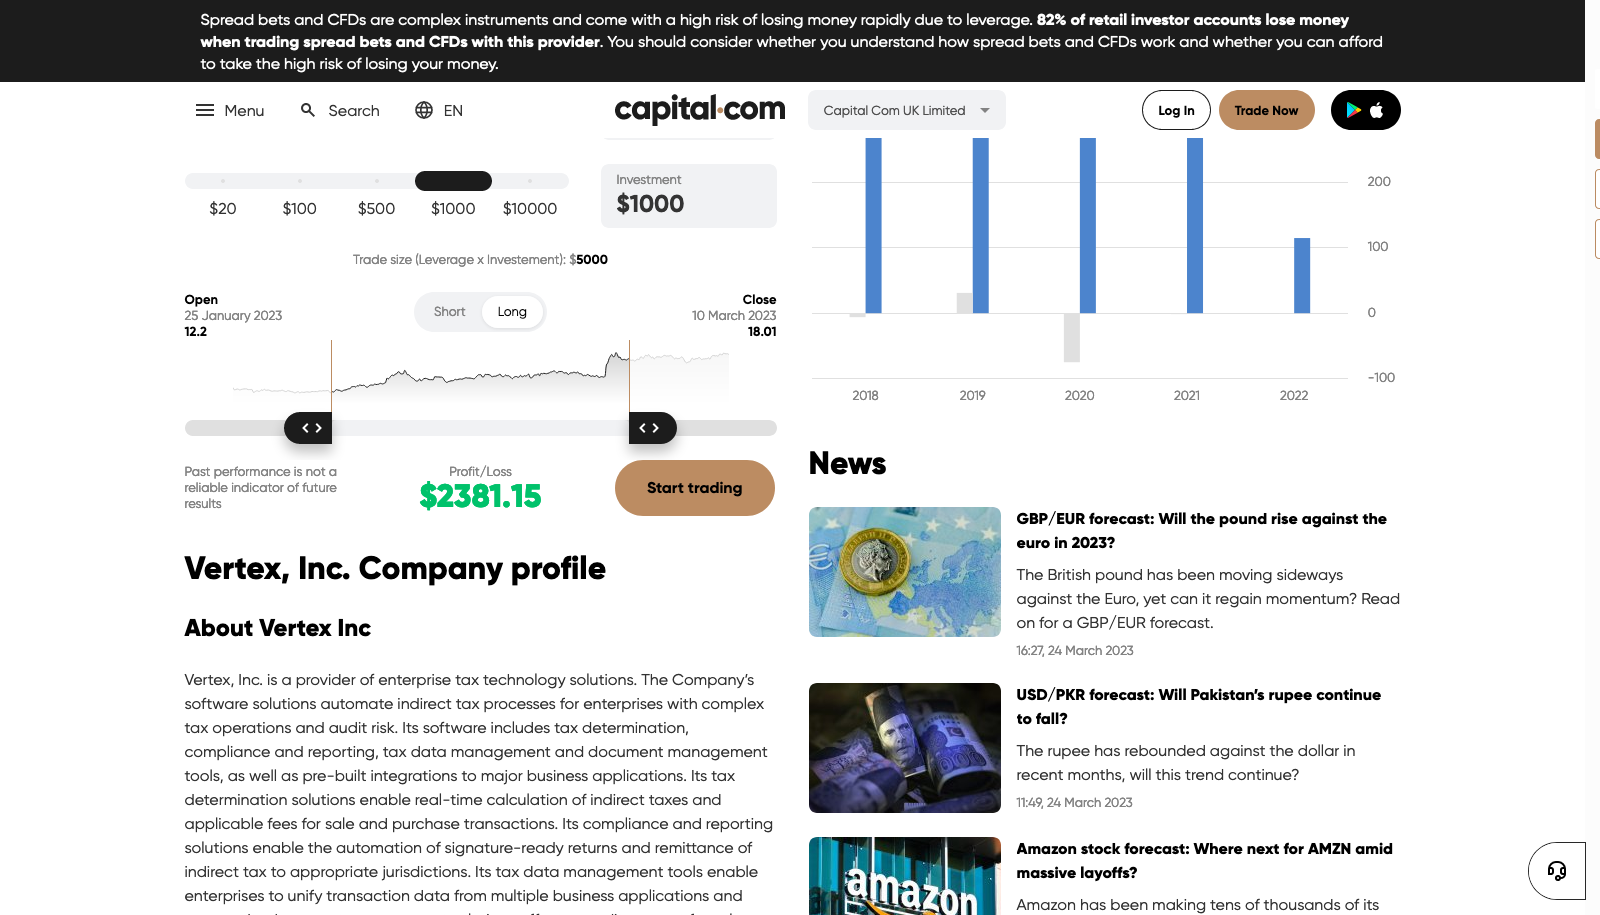 Spread bets and CFDs are complex instruments and come with a high risk of losing money rapidly due to leverage. 82% of retail investor accounts lose money
when trading spread bets and CFDs with this provider. You should consider whether you understand how spread bets and CFDs work and whether you can afford
to take the high risk of losing your money.
Menu
Search
EN
capital.com
Capital Com UK Limited
Log In
Trade Now
$20
$100
$500
$1000
$10000
Investment
$1000
Trade size (Leverage x Investement): $5000
Open
25 January 2023
12.2
Short
Long
Close
10 March 2023
18.01
Past performance is not a
reliable indicator of future
results
Profit/Loss
$2381.15
Start trading
Vertex, Inc. Company profile
About Vertex Inc
Vertex, Inc. is a provider of enterprise tax technology solutions. The Company’s
software solutions automate indirect tax processes for enterprises with complex
tax operations and audit risk. Its software includes tax determination,
compliance and reporting, tax data management and document management
tools, as well as pre-built integrations to major business applications. Its tax
determination solutions enable real-time calculation of indirect taxes and
applicable fees for sale and purchase transactions. Its compliance and reporting
solutions enable the automation of signature-ready returns and remittance of
indirect tax to appropriate jurisdictions. Its tax data management tools enable
enterprises to unify transaction data from multiple business applications and
200
100
0
-100
2018
2019
2020
2021
2022
News
GBP/EUR forecast: Will the pound rise against the
euro in 2023?
The British pound has been moving sideways
against the Euro, yet can it regain momentum? Read
on for a GBP/EUR forecast.
16:27, 24 March 2023
USD/PKR forecast: Will Pakistan’s rupee continue
to fall?
The rupee has rebounded against the dollar in
recent months, will this trend continue?
11:49, 24 March 2023
amazon
Amazon stock forecast: Where next for AMZN amid
massive layoffs?
Amazon has been making tens of thousands of its